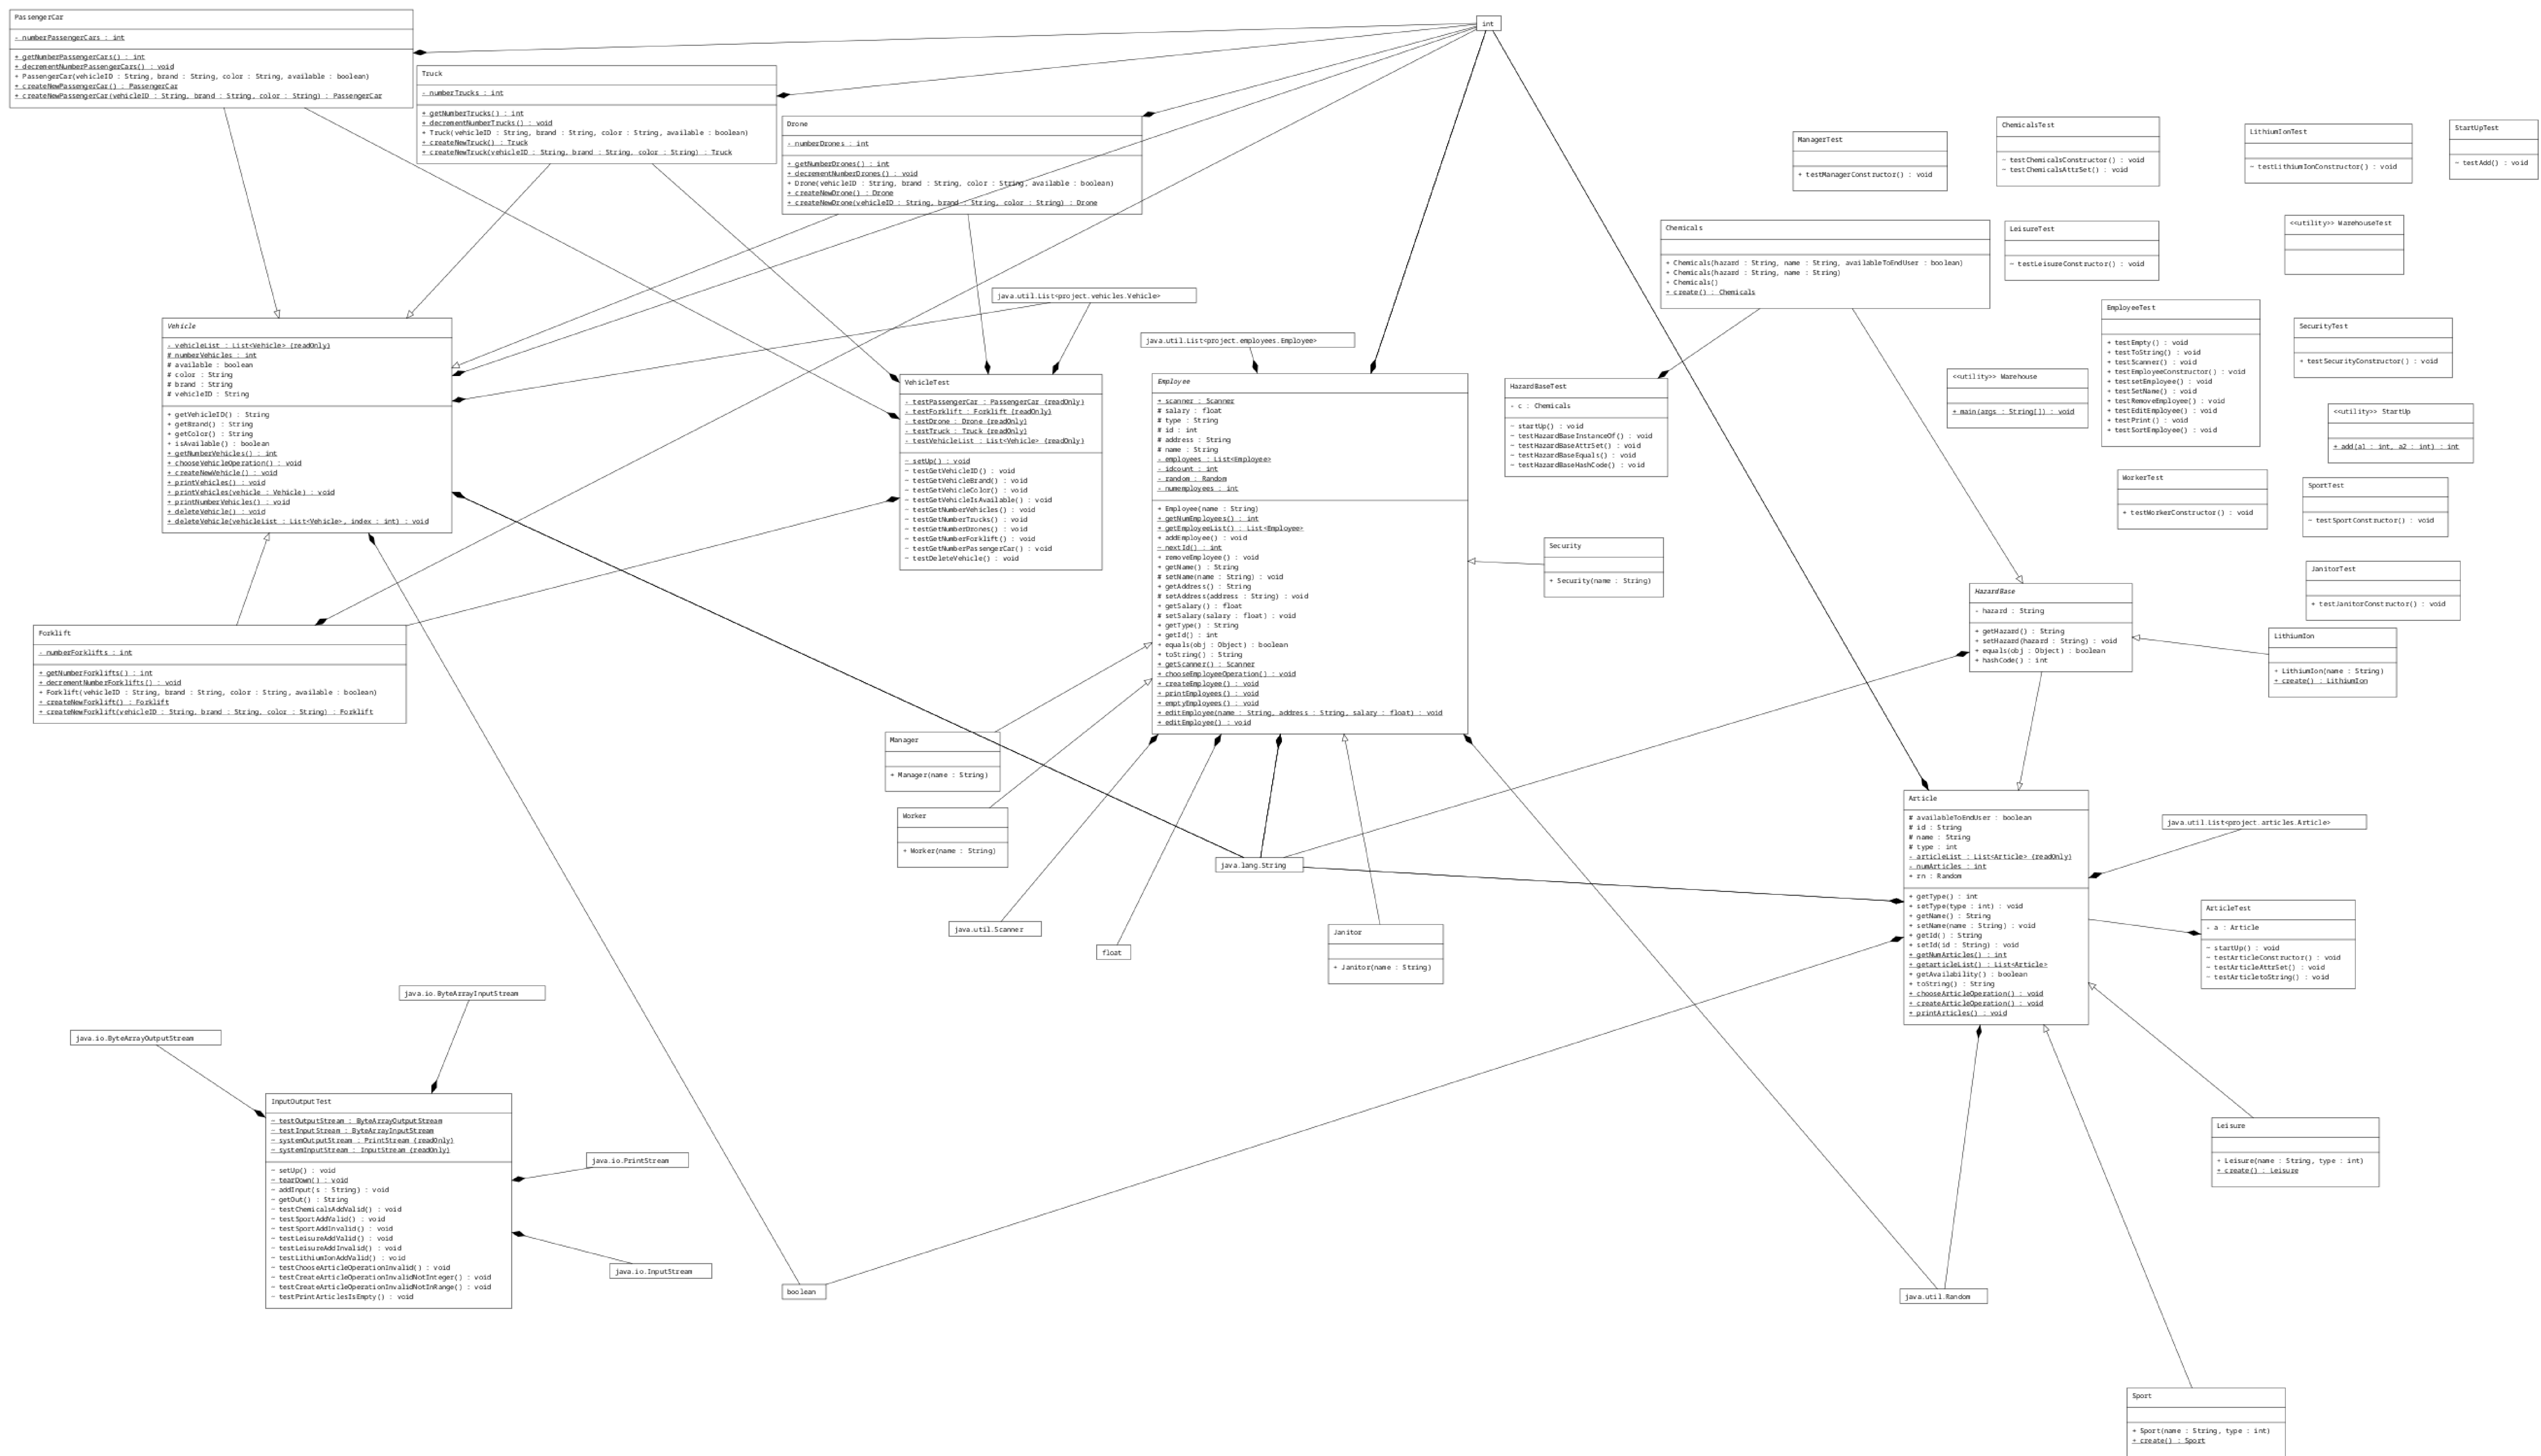 PassengerCar
- numberPassengerCars : int
+ getNumberPassengerCars() : int
+ decrementNumberPassengerCars() : void
+ PassengerCar(vehicleID : String, brand : String, color : String, available : boolean)
+ createNewPassengerCar() : PassengerCar
+ createNewPassengerCar(vehicleID : String, brand : String, color : String) : PassengerCar
int
Truck
- numberTrucks : int
+ getNumberTrucks() : int
+ decrementNumberTrucks() : void
+ Truck(vehicleID : String, brand : String, color : String, available : boolean)
+ createNewTruck() : Truck
+ createNewTruck(vehicleID : String, brand : String, color : String) : Truck
Drone
- numberDrones : int
+ getNumberDrones() : int
+ decrementNumberDrones() : void
+ Drone(vehicleID : String, brand : String, color : String, available : boolean)
+ createNewDrone() : Drone
+ createNewDrone(vehicleID : String, brand : String, color : String) : Drone
ManagerTest
+ testManagerConstructor() : void
ChemicalsTest
~ testChemicalsConstructor() : void
~ testChemicalsAttrSet() : void
LithiumIonTest
~ testLithiumIonConstructor() : void
StartUpTest
~ testAdd() : void
Chemicals
+ Chemicals(hazard : String, name : String, availableToEndUser : boolean)
+ Chemicals(hazard : String, name : String)
+ Chemicals()
+ create() : Chemicals
LeisureTest
~ testLeisureConstructor() : void
<<utility>> WarehouseTest
java.util.List<project.vehicles.Vehicle>
Vehicle
- vehicleList : List<Vehicle> {readOnly}
# numberVehicles : int
# available : boolean
# color : String
# brand : String
# vehicleID : String
+ getVehicleID() : String
+ getBrand() : String
+ getColor() : String
+ isAvailable() : boolean
+ getNumberVehicles() : int
+ chooseVehicleOperation() : void
+ createNewVehicle() : void
+ printVehicles() : void
+ printVehicles(vehicle : Vehicle) : void
+ printNumberVehicles() : void
+ deleteVehicle() : void
+ deleteVehicle(vehicleList : List<Vehicle>, index : int) : void
java.util.List<project.employees.Employee>
VehicleTest
- testPassengerCar : PassengerCar {readOnly}
- testForklift : Forklift {readOnly}
- testDrone : Drone {readOnly}
- testTruck : Truck {readOnly}
- testVehicleList : List<Vehicle> {readOnly}
~ setUp() : void
~ testGetVehicleID() : void
~ testGetVehicleBrand() : void
~ testGetVehicleColor() : void
~ testGetVehicleIsAvailable() : void
~ testGetNumberVehicles() : void
~ testGetNumberTrucks() : void
~ testGetNumberDrones() : void
~ testGetNumberForklift() : void
~ testGetNumberPassengerCar() : void
~ testDeleteVehicle() : void
Employee
+ scanner : Scanner
# salary : float
# type : String
# id : int
# address : String
# name : String
- employees : List<Employee>
- idcount : int
- random : Random
- numemployees : int
+ Employee(name : String)
+ getNumEmployees() : int
+ getEmployeeList() : List<Employee>
+ addEmployee() : void
~ nextId() : int
+ removeEmployee() : void
+ getName() : String
# setName(name : String) : void
+ getAddress() : String
# setAddress(address : String) : void
+ getSalary() : float
# setSalary(salary : float) : void
+ getType() : String
+ getId() : int
+ equals(obj : Object) : boolean
+ toString() : String
+ getScanner() : Scanner
+ chooseEmployeeOperation() : void
+ createEmployee() : void
+ printEmployees() : void
+ emptyEmployees() : void
+ editEmployee(name : String, address : String, salary : float) : void
+ editEmployee() : void
HazardBaseTest
- c : Chemicals
~ startUp() : void
~ testHazardBaseInstanceOf() : void
~ testHazardBaseAttrSet() : void
~ testHazardBaseEquals() : void
~ testHazardBaseHashCode() : void
<<utility>> Warehouse
+ main(args : String[]) : void
EmployeeTest
+ testEmpty() : void
+ testToString() : void
+ testScanner() : void
+ testEmployeeConstructor() : void
+ testsetEmployee() : void
+ testSetName() : void
+ testRemoveEmployee() : void
+ testEditEmployee() : void
+ testPrint() : void
+ testSortEmployee() : void
SecurityTest
+ testSecurityConstructor() : void
<<utility>> StartUp
+ add(a1 : int, a2 : int) : int
WorkerTest
+ testWorkerConstructor() : void
SportTest
~ testSportConstructor() : void
Security
+ Security(name : String)
JanitorTest
+ testJanitorConstructor() : void
HazardBase
- hazard : String
+ getHazard() : String
+ setHazard(hazard : String) : void
+ equals(obj : Object) : boolean
+ hashCode() : int
LithiumIon
+ LithiumIon(name : String)
+ create() : LithiumIon
Forklift
- numberForklifts : int
+ getNumberForklifts() : int
+ decrementNumberForklifts() : void
+ Forklift(vehicleID : String, brand : String, color : String, available : boolean)
+ createNewForklift() : Forklift
+ createNewForklift(vehicleID : String, brand : String, color : String) : Forklift
Manager
+ Manager(name : String)
Worker
+ Worker(name : String)
java.lang.String
Article
# availableToEndUser : boolean
# id : String
# name : String
# type : int
- articleList : List<Article> {readOnly}
- numArticles : int
+ rn : Random
+ getType() : int
+ setType(type : int) : void
+ getName() : String
+ setName(name : String) : void
+ getId() : String
+ setId(id : String) : void
+ getNumArticles() : int
+ getarticleList() : List<Article>
+ getAvailability() : boolean
+ toString() : String
+ chooseArticleOperation() : void
+ createArticleOperation() : void
+ printArticles() : void
java.util.List<project.articles.Article>
ArticleTest
- a : Article
~ startUp() : void
~ testArticleConstructor() : void
~ testArticleAttrSet() : void
~ testArticletoString() : void
java.util.Scanner
float
Janitor
+ Janitor(name : String)
java.io.ByteArrayInputStream
java.io.ByteArrayOutputStream
InputOutputTest
~ testOutputStream : ByteArrayOutputStream
~ testInputStream : ByteArrayInputStream
~ systemOutputStream : PrintStream {readOnly}
~ systemInputStream : InputStream {readOnly}
~ setUp() : void
~ tearDown() : void
~ addInput(s : String) : void
~ getOut() : String
~ testChemicalsAddValid() : void
~ testSportAddValid() : void
~ testSportAddInvalid() : void
~ testLeisureAddValid() : void
~ testLeisureAddInvalid() : void
~ testLithiumIonAddValid() : void
~ testChooseArticleOperationInvalid() : void
~ testCreateArticleOperationInvalidNotInteger() : void
~ testCreateArticleOperationInvalidNotInRange() : void
~ testPrintArticlesIsEmpty() : void
java.io.PrintStream
java.io.InputStream
boolean
java.util.Random
Leisure
+ Leisure(name : String, type : int)
+ create() : Leisure
Sport
+ Sport(name : String, type : int)
+ create() : Sport